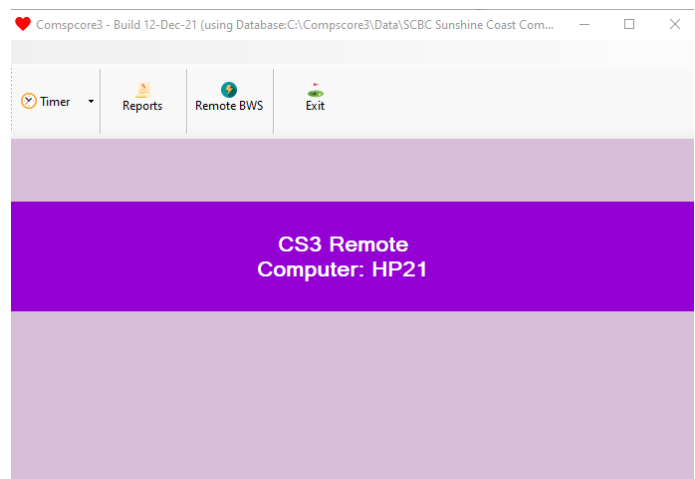 Comspcore3 - Build 12-Dec-21 (using Database:C:\Compscore3\Data\SCBC Sunshine Coast Com...
Timer
Reports
Remote BWS
Exit
CS3 Remote
Computer: HP21